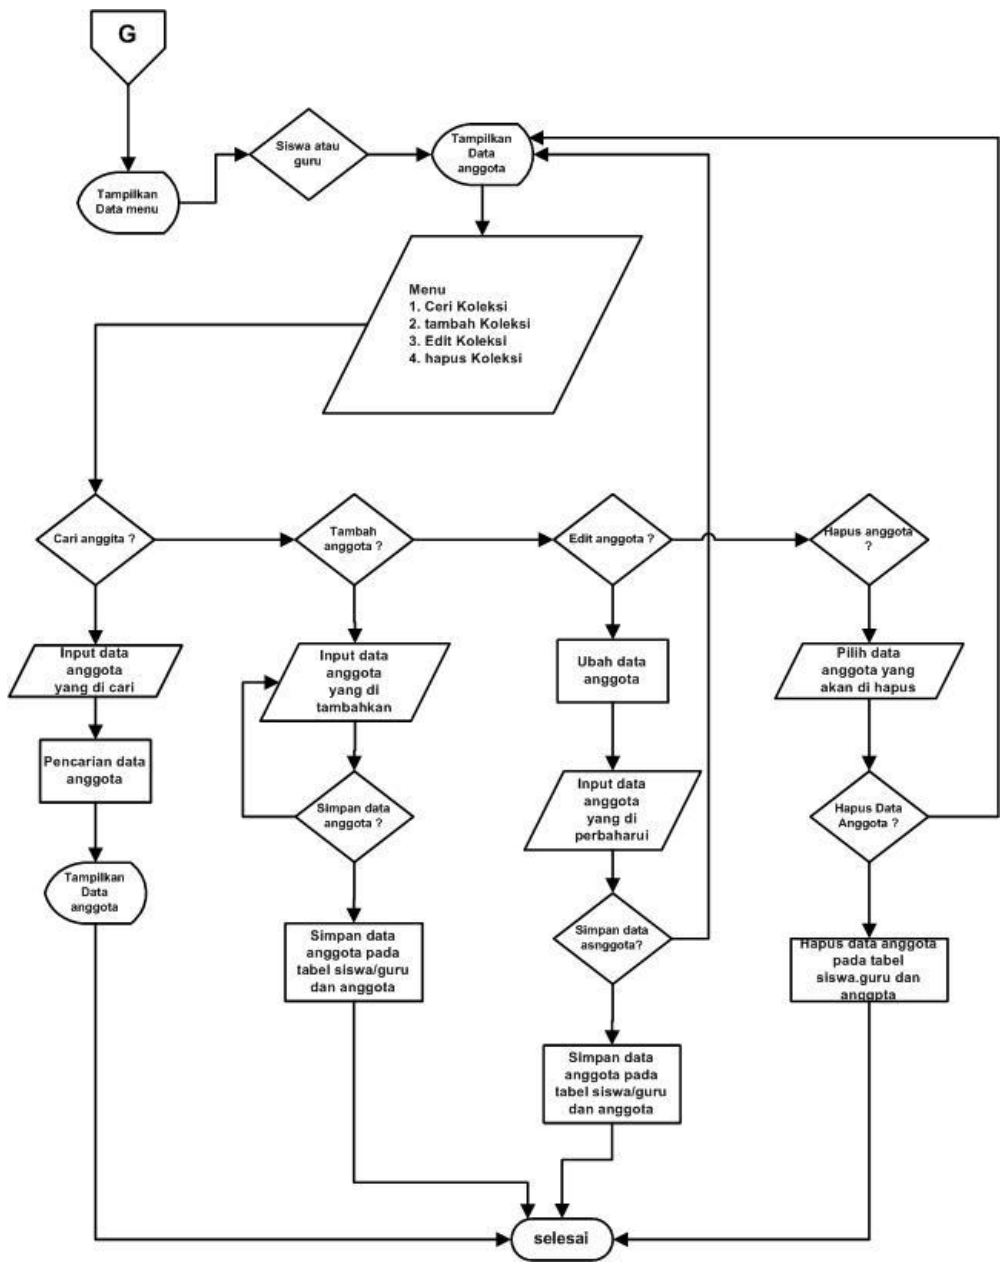 G
Siswa atau
guru
Tampilkan
Data
anggota
Tampilkan
Data menu
Menu
1. Ceri Koleksi
2. tambah Koleksi
3. Edit Koleksi
4. hapus Koleksi
Cari anggita ?
Tambah
anggota ?
Edit anggota ?
Hapus anggota
?
Input data
anggota
yang di cari
Input data
anggota
yang di
tambahkan
Ubah data
anggota
Pilih data
anggota yang
akan di hapus
Pencarian data
anggota
Simpan data
anggota ?
Input data
anggota
yang di
perbaharui
Hapus Data
Anggota ?
Tampilkan
Data
anggota
Simpan data
anggota pada
tabel siswa/guru
dan anggota
Simpan data
asnggota?
Hapus data anggota
pada tabel
siswa.guru dan
anggpta
Simpan data
anggota pada
tabel siswa/guru
dan anggota
selesai